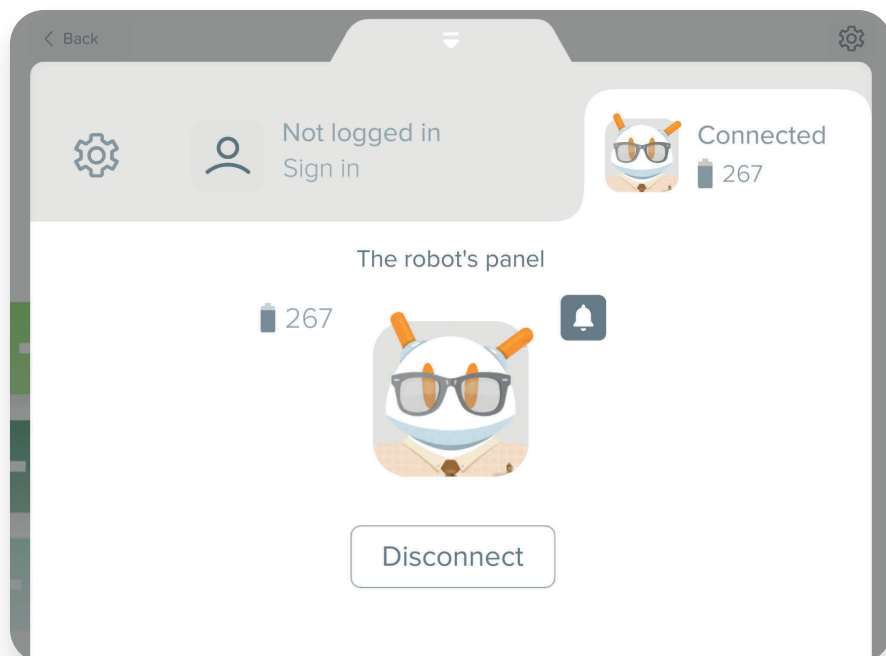 Back
Not logged in
Sign in
Connected
267
The robot's panel
267
Disconnect